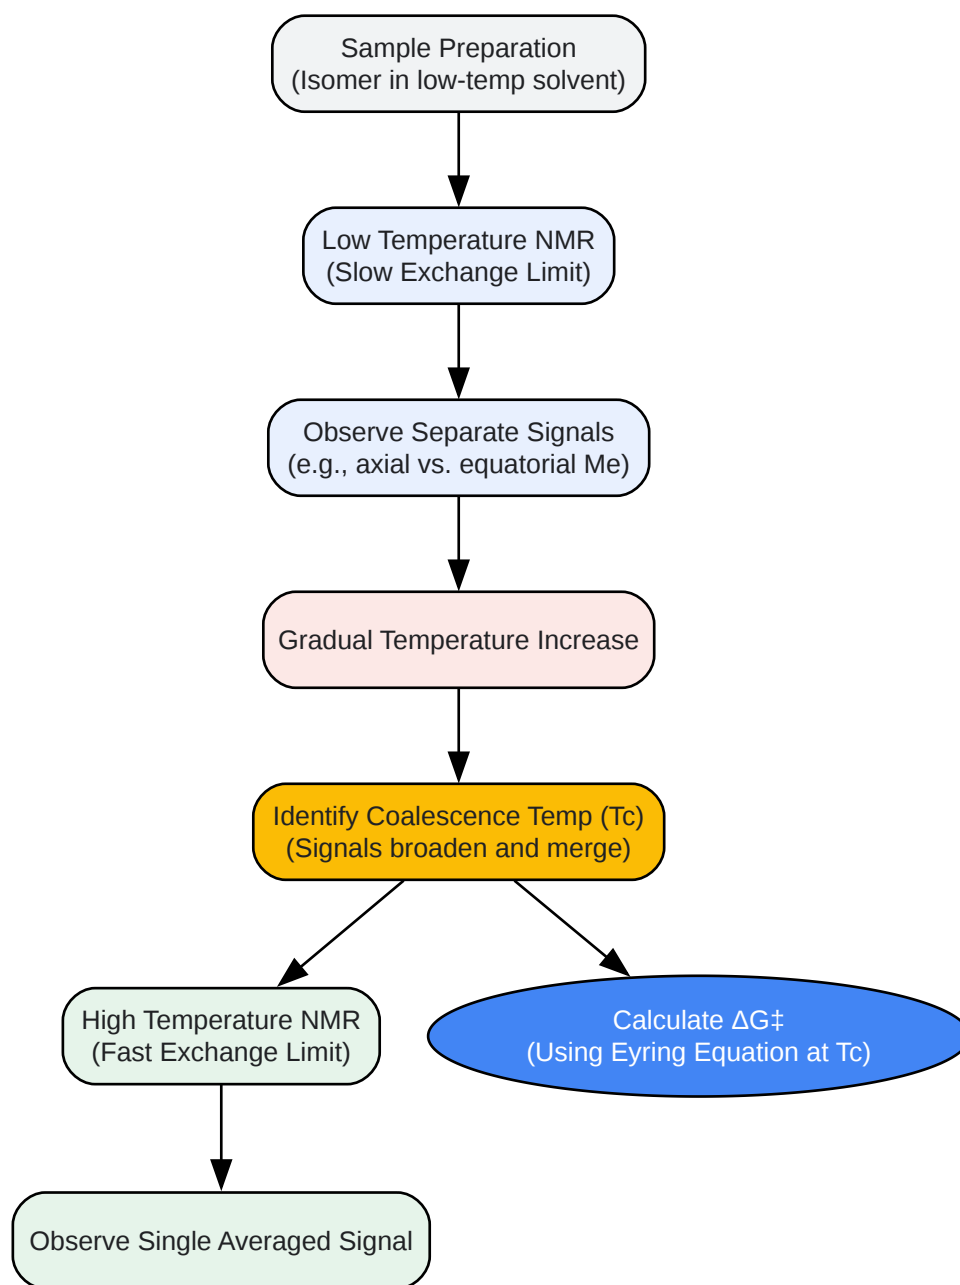 Sample Preparation
(Isomer in low-temp solvent)
Low Temperature NMR
(Slow Exchange Limit)
Observe Separate Signals
(e.g., axial vs. equatorial Me)
Gradual Temperature Increase
Identify Coalescence Temp (Tc)
(Signals broaden and merge)
High Temperature NMR
(Fast Exchange Limit)
Calculate ΔG‡
(Using Eyring Equation at Tc)
Observe Single Averaged Signal